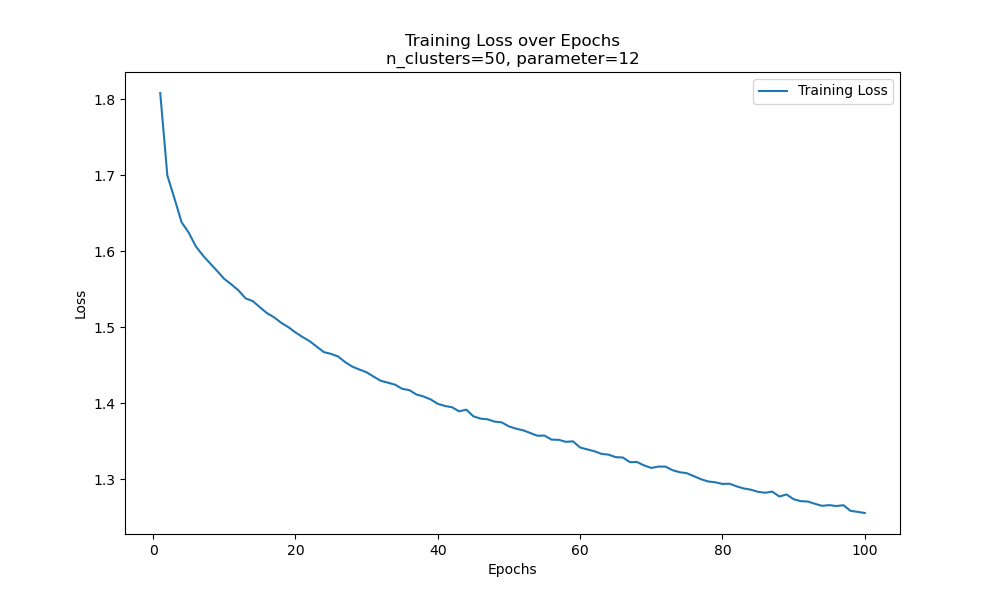 Training Loss over Epochs
n_clusters=50, parameter=12
Training Loss
1.8
1.7
1.6
1.5
1.4
1.3
Loss
0
20
40
60
80
100
Epochs